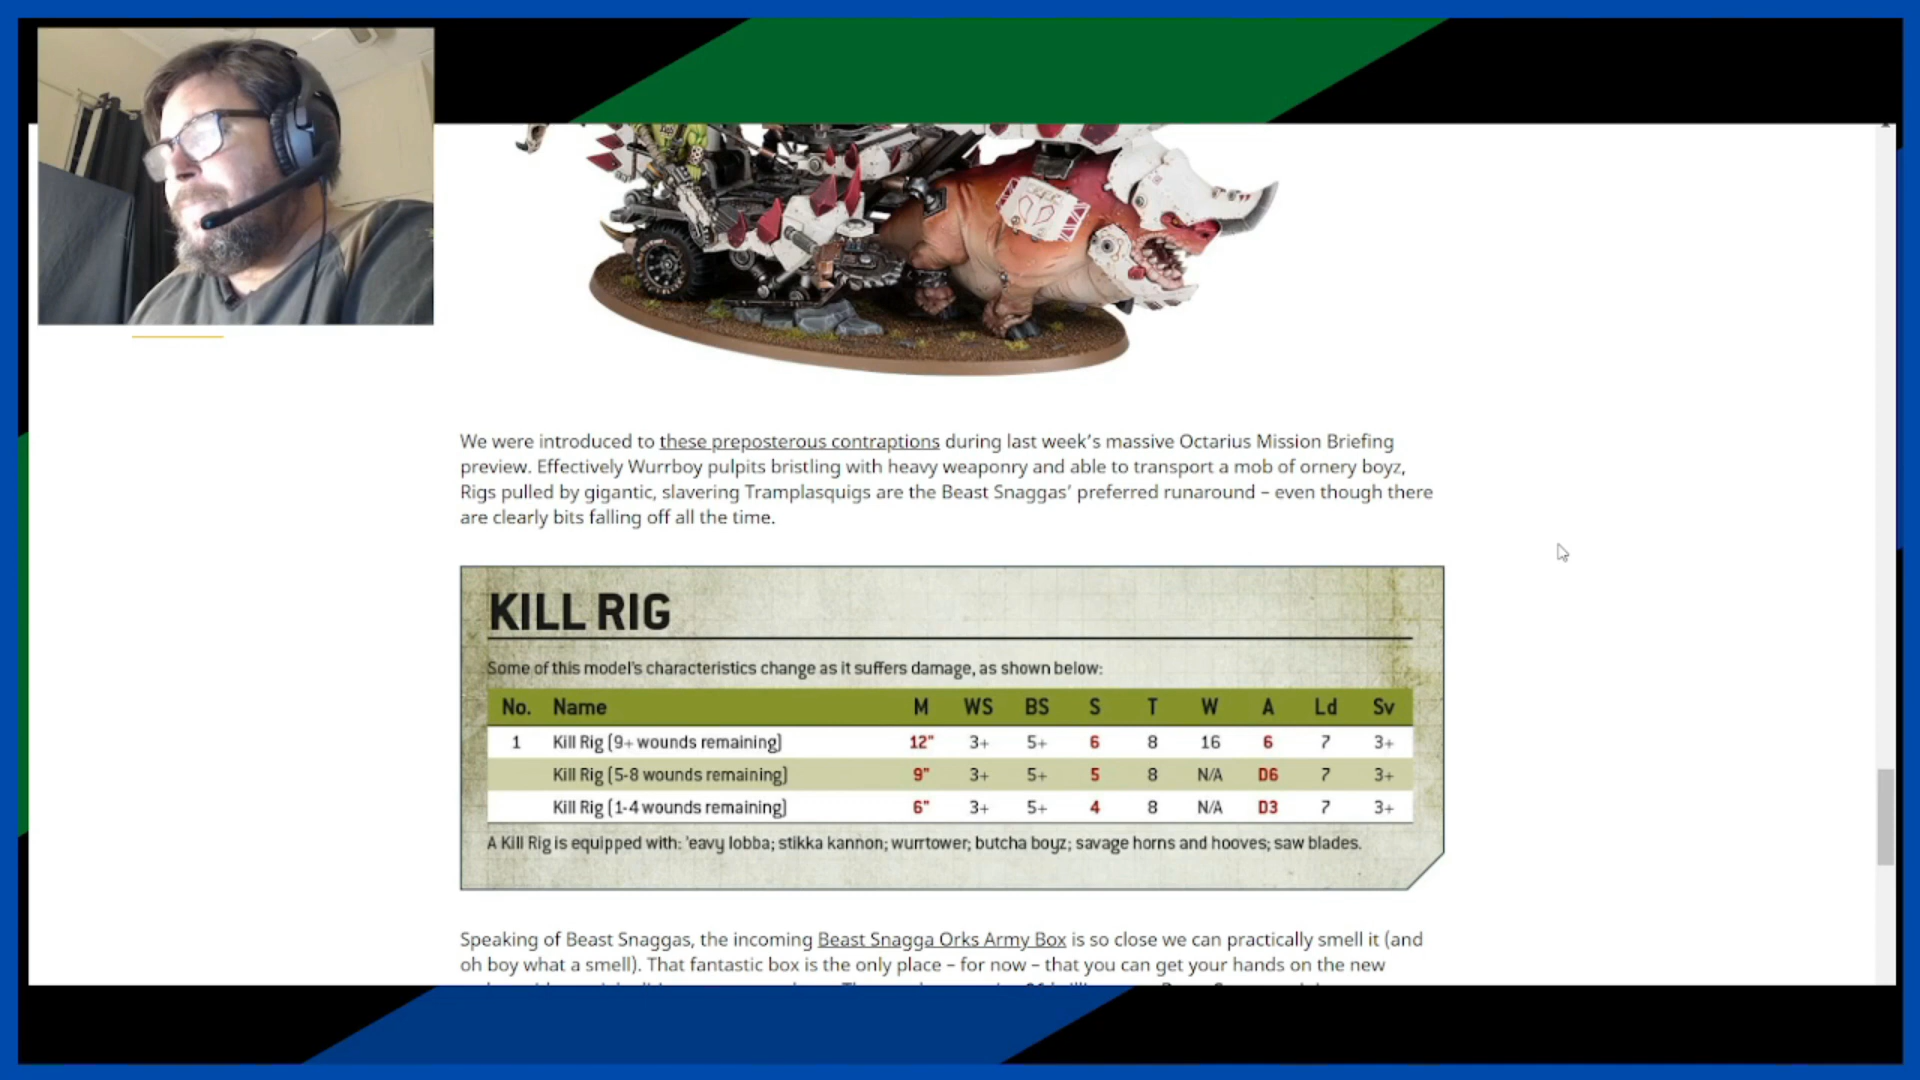 We were introduced to these preposterous contraptions during last week's massive Octarius Mission Briefing
preview. Effectively Wurrboy pulpits bristling with heavy weaponry and able to transport a mob of ornery boyz,
Rigs pulled by gigantic, slavering Tramplasquigs are the Beast Snaggas' preferred runaround – even though there
are clearly bits falling off all the time.
KILL RIG
Some of this model's characteristics change as it suffers damage, as shown below:
No. Name M WS BS S T W A Ld Sv
1 Kill Rig (9+ wounds remaining) 12" 3+ 5+ 6 8 16 6 7 3+
Kill Rig (5-8 wounds remaining) 9" 3+ 5+ 5 8 N/A D6 7 3+
Kill Rig (1-4 wounds remaining) 6" 3+ 5+ 4 8 N/A D3 7 3+
A Kill Rig is equipped with: 'eavy lobba; stikka kannon; wurrtower; butcha boyz; savage horns and hooves; saw blades.
Speaking of Beast Snaggas, the incoming Beast Snagga Orks Army Box is so close we can practically smell it (and
oh boy what a smell). That fantastic box is the only place – for now – that you can get your hands on the new